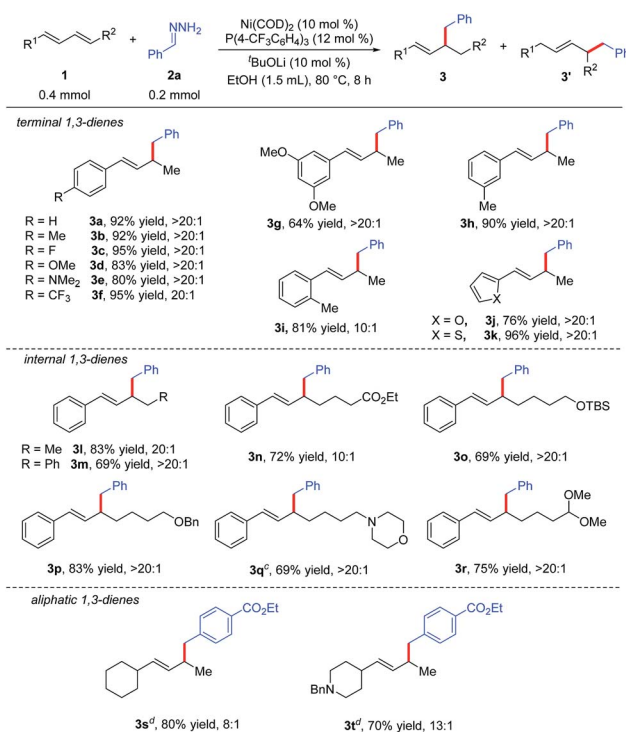 R¹ R² + Ph NNH₂ Ni(COD)₂ (10 mol %) Ph R¹ R² + R¹ Ph R²
P(4-CF₃C₆H₄)₃ (12 mol %)
ᵗBuOLi (10 mol %)
EtOH (1.5 mL), 80 °C, 8 h
1 2a 3 3'
0.4 mmol 0.2 mmol
terminal 1,3-dienes
Ph Me R
R = H 3a, 92% yield, >20:1
R = Me 3b, 92% yield, >20:1
R = F 3c, 95% yield, >20:1
R = OMe 3d, 83% yield, >20:1
R = NMe₂ 3e, 80% yield, >20:1
R = CF₃ 3f, 95% yield, 20:1
Ph MeO Me OMe
3g, 64% yield, >20:1
Ph Me Me
3h, 90% yield, >20:1
Ph Me Me
3i, 81% yield, 10:1
Ph Me X
X = O, 3j, 76% yield, >20:1
X = S, 3k, 96% yield, >20:1
internal 1,3-dienes
Ph R
R = Me 3l, 83% yield, 20:1
R = Ph 3m, 69% yield, >20:1
Ph CO₂Et
3n, 72% yield, 10:1
Ph OTBS
3o, 69% yield, >20:1
Ph OBn
3p, 83% yield, >20:1
Ph N O
3qᶜ, 69% yield, >20:1
Ph OMe OMe
3r, 75% yield, >20:1
aliphatic 1,3-dienes
CO₂Et Me
3sᵈ, 80% yield, 8:1
CO₂Et Me BnN
3tᵈ, 70% yield, 13:1